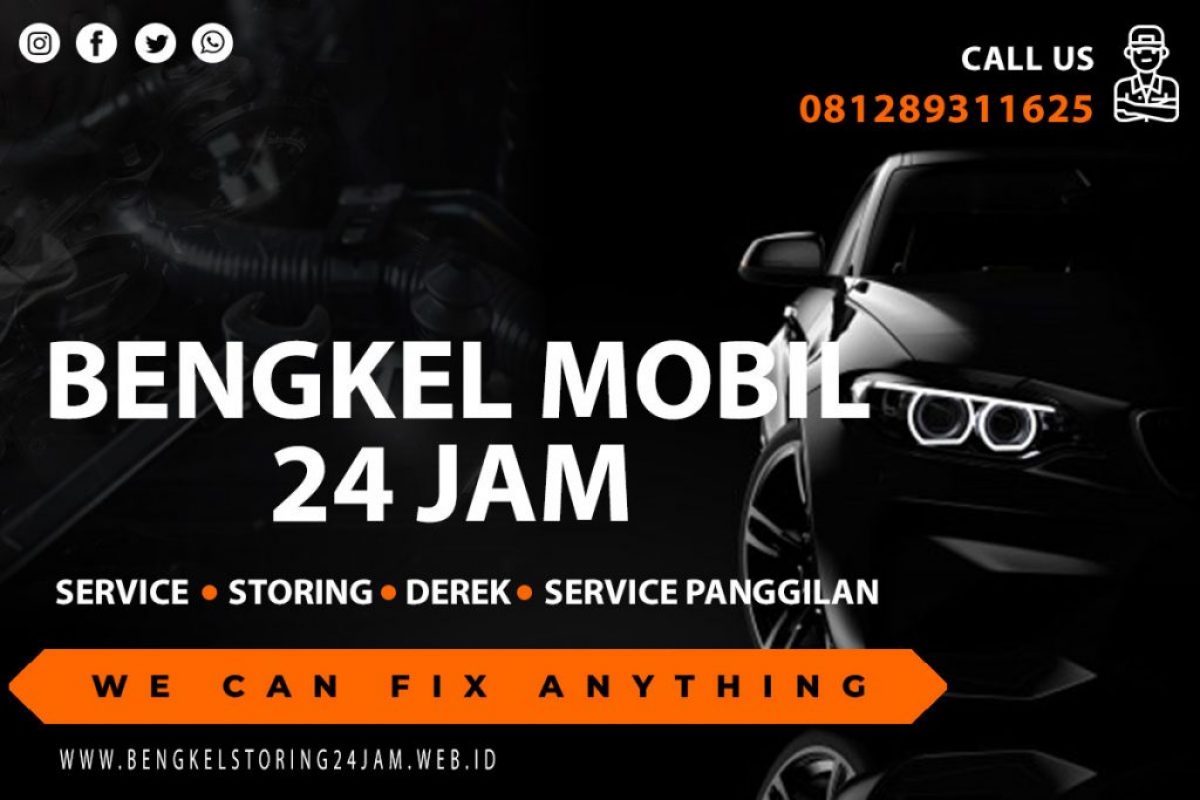 CALL US
081289311625
BENGKEL MOBIL
24 JAM
SERVICE • STORING • DEREK • SERVICE PANGGILAN
WE CAN FIX ANYTHING
WWW.BENGKELSTORING24JAM.WEB.ID